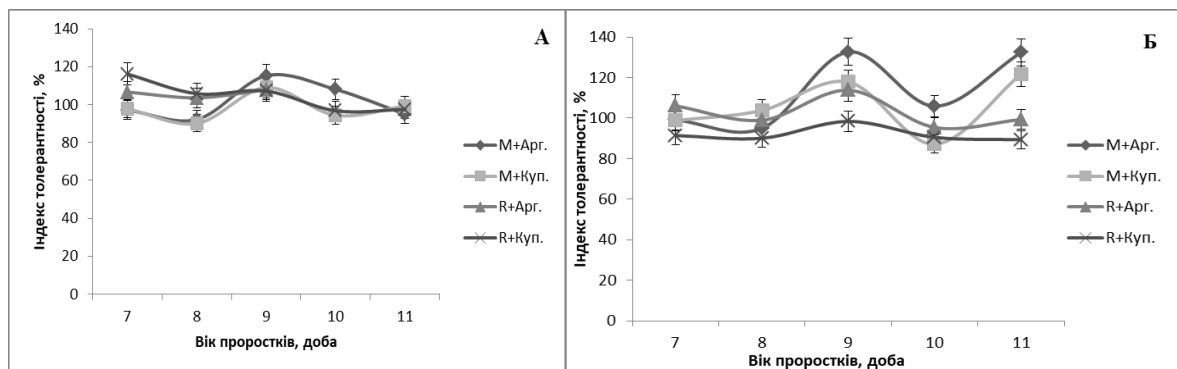 А
Індекс толерантності, %
140
120
100
80
60
40
20
0
7 8 9 10 11
Вік проростків, доба
М+Арг.
М+Куп.
R+Арг.
R+Куп.
Б
Індекс толерантності, %
140
120
100
80
60
40
20
0
7 8 9 10 11
Вік проростків, доба
М+Арг.
М+Куп.
R+Арг.
R+Куп.